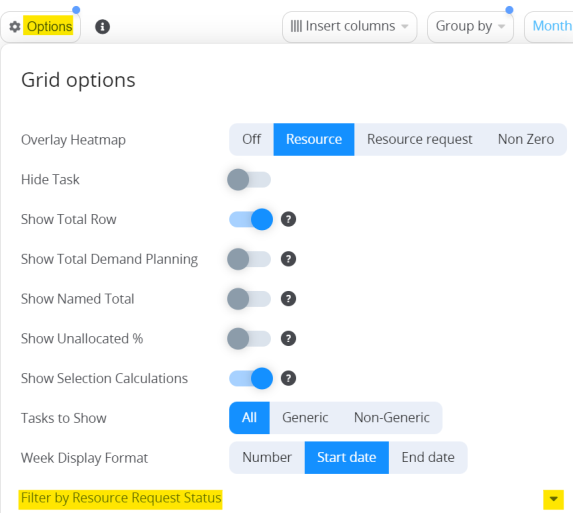 Options
Insert columns
Group by
Month
Grid options
Overlay Heatmap Off Resource Resource request Non Zero
Hide Task
Show Total Row ?
Show Total Demand Planning ?
Show Named Total ?
Show Unallocated % ?
Show Selection Calculations ?
Tasks to Show All Generic Non-Generic
Week Display Format Number Start date End date
Filter by Resource Request Status